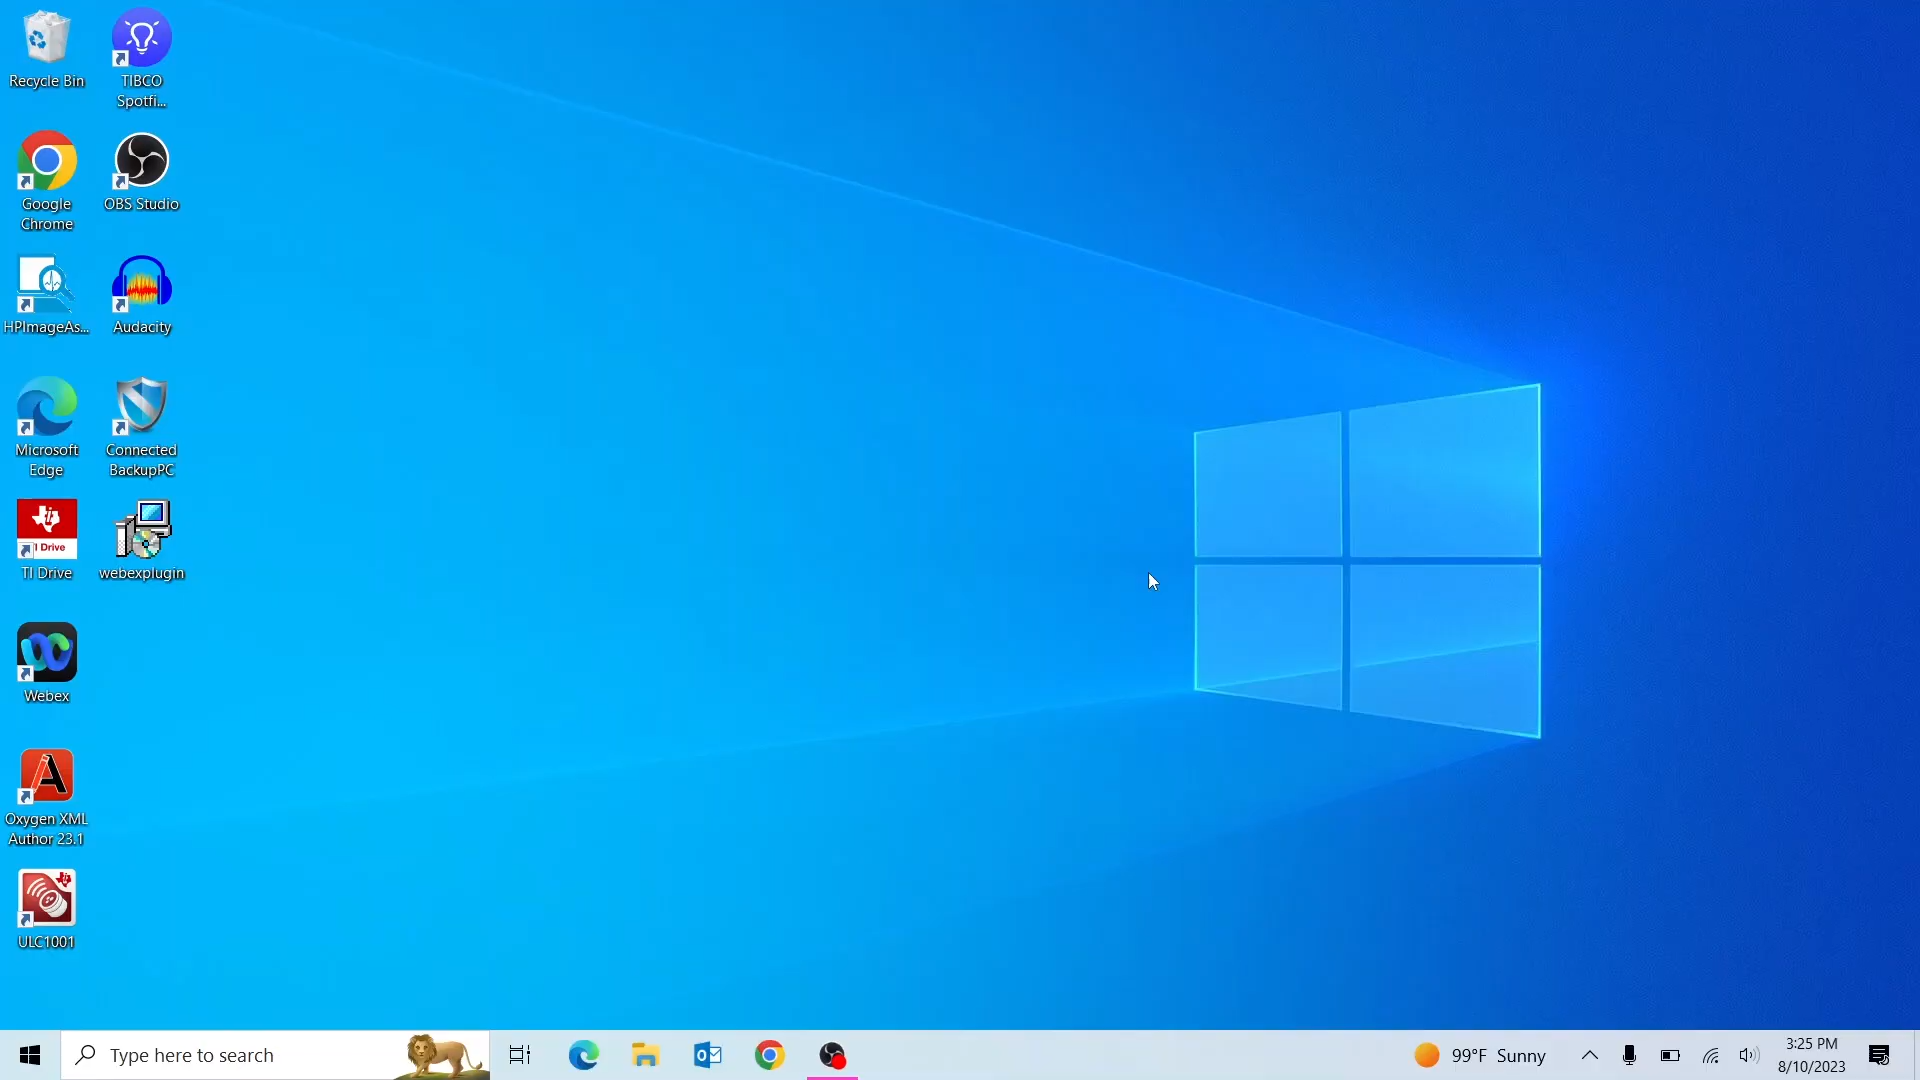 Recycle Bin
TIBCO
Spotfi...
Google
Chrome
OBS Studio
HPImageAs...
Audacity
Microsoft
Edge
Connected
BackupPC
I Drive
TI Drive
webexplugin
Webex
Oxygen XML
Author 23.1
ULC1001
Type here to search
99°F Sunny
3:25 PM
8/10/2023